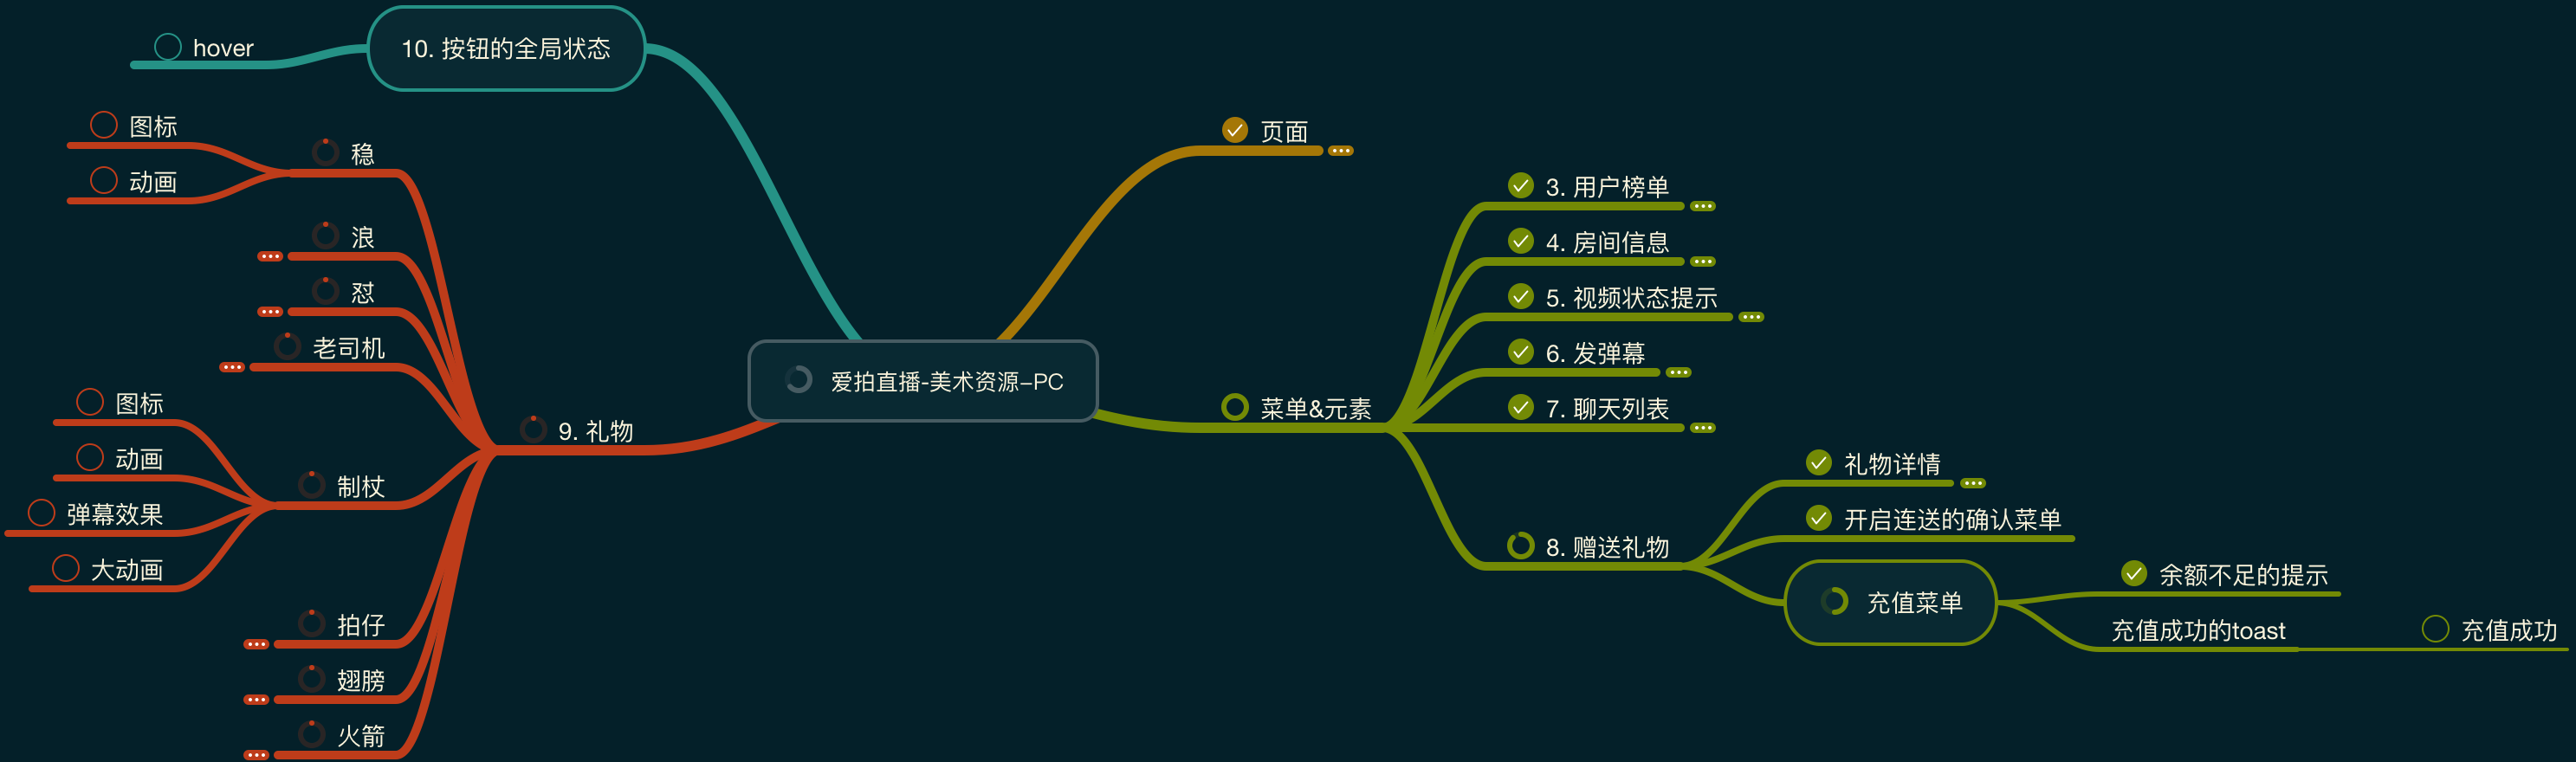 爱拍直播-美术资源–PC
页面
菜单&元素
3. 用户榜单
4. 房间信息
5. 视频状态提示
6. 发弹幕
7. 聊天列表
8. 赠送礼物
礼物详情
开启连送的确认菜单
充值菜单
余额不足的提示
充值成功的toast
充值成功
9. 礼物
稳
图标
动画
浪
怼
老司机
制杖
图标
动画
弹幕效果
大动画
拍仔
翅膀
火箭
10. 按钮的全局状态
hover